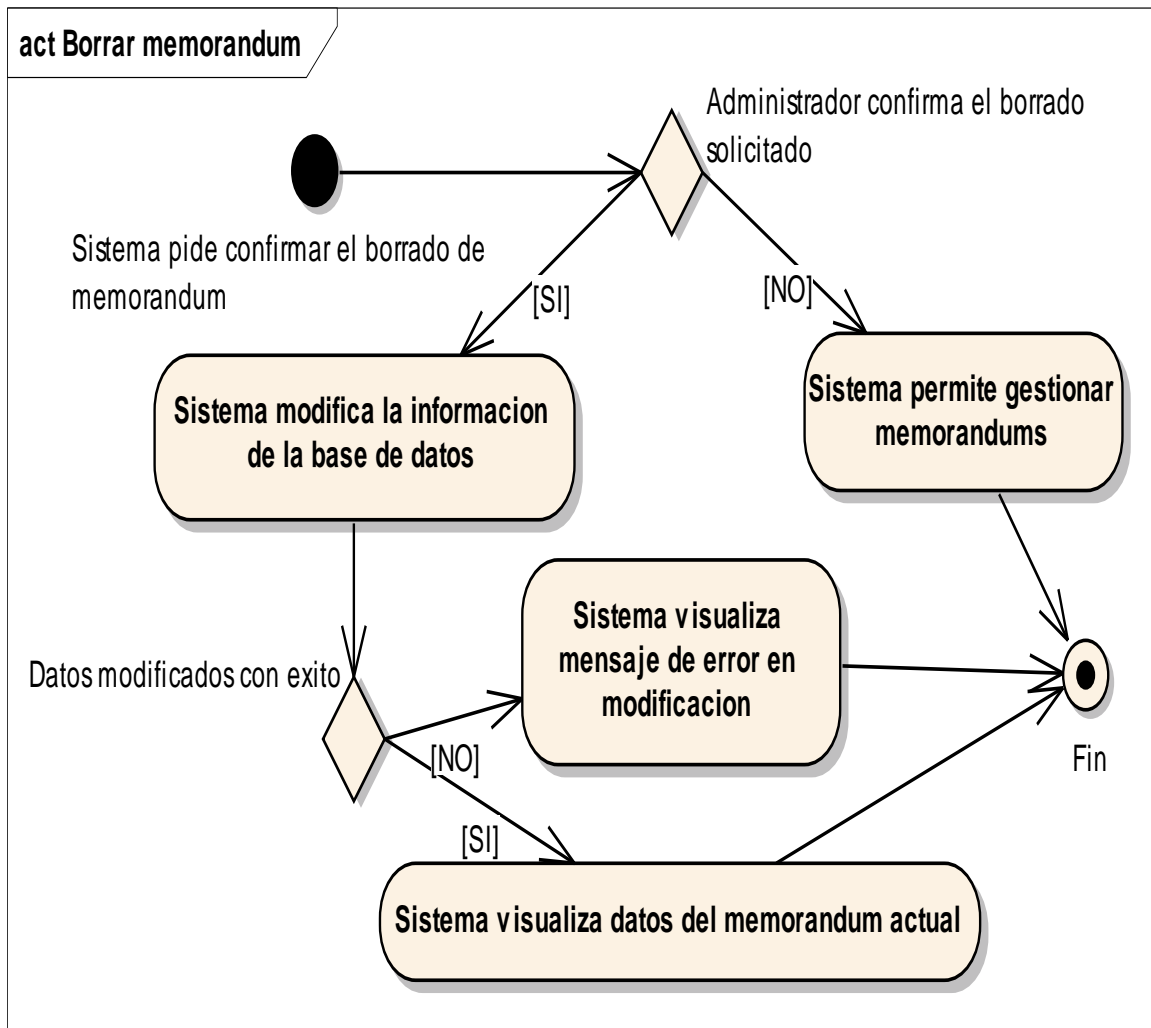 act Borrar memorandum
Administrador confirma el borrado
solicitado
Sistema pide confirmar el borrado de
memorandum
[SI]
[NO]
Sistema modifica la informacion
de la base de datos
Sistema permite gestionar
memorandums
Datos modificados con exito
Sistema visualiza
mensaje de error en
modificacion
[NO]
[SI]
Fin
Sistema visualiza datos del memorandum actual